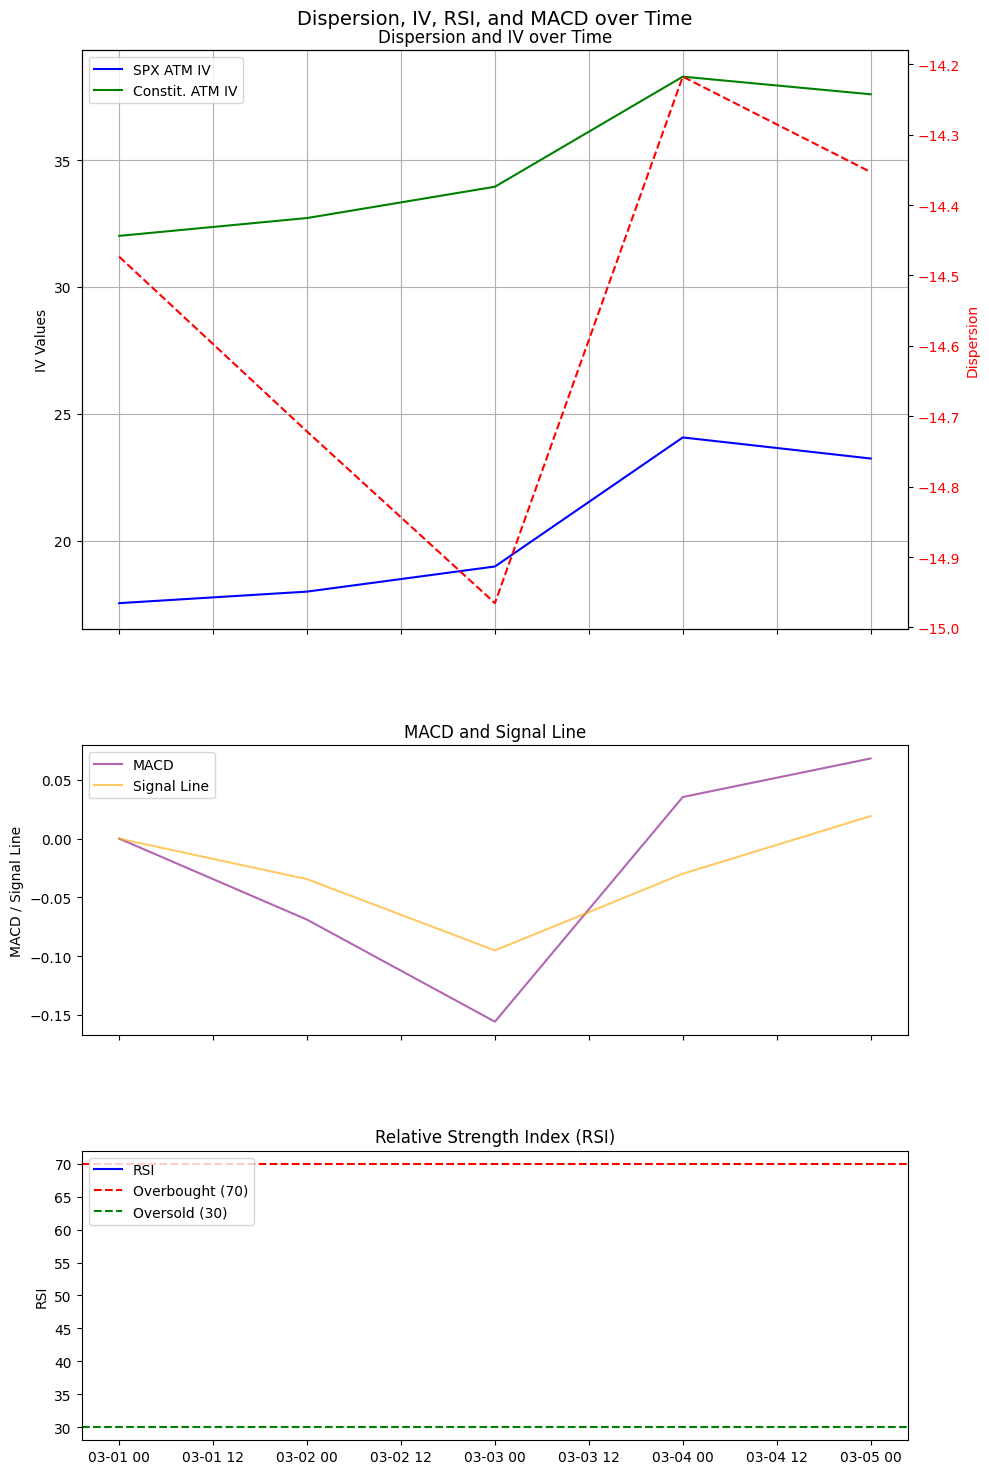 Dispersion, IV, RSI, and MACD over Time
Dispersion and IV over Time
SPX ATM IV
Constit. ATM IV
35
30
25
20
IV Values
−14.2
−14.3
−14.4
−14.5
−14.6
−14.7
−14.8
−14.9
−15.0
Dispersion
MACD and Signal Line
MACD
Signal Line
0.05
0.00
−0.05
−0.10
−0.15
MACD / Signal Line
Relative Strength Index (RSI)
RSI
Overbought (70)
Oversold (30)
70
65
60
55
50
45
40
35
30
RSI
03-01 00
03-01 12
03-02 00
03-02 12
03-03 00
03-03 12
03-04 00
03-04 12
03-05 00